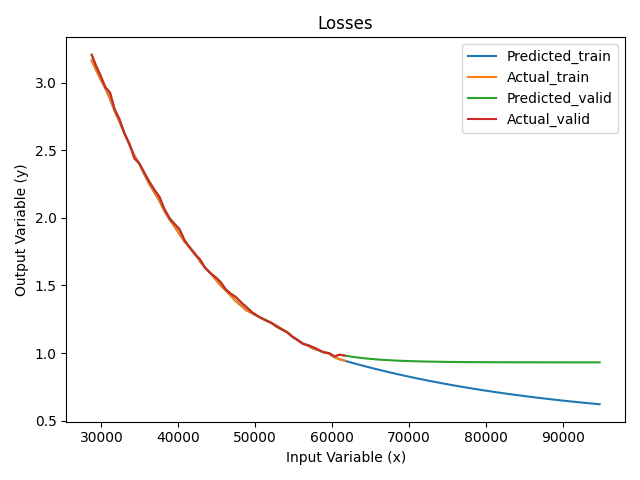 Losses
Predicted_train
Actual_train
Predicted_valid
Actual_valid
Output Variable (y)
3.0
2.5
2.0
1.5
1.0
0.5
30000 40000 50000 60000 70000 80000 90000
Input Variable (x)